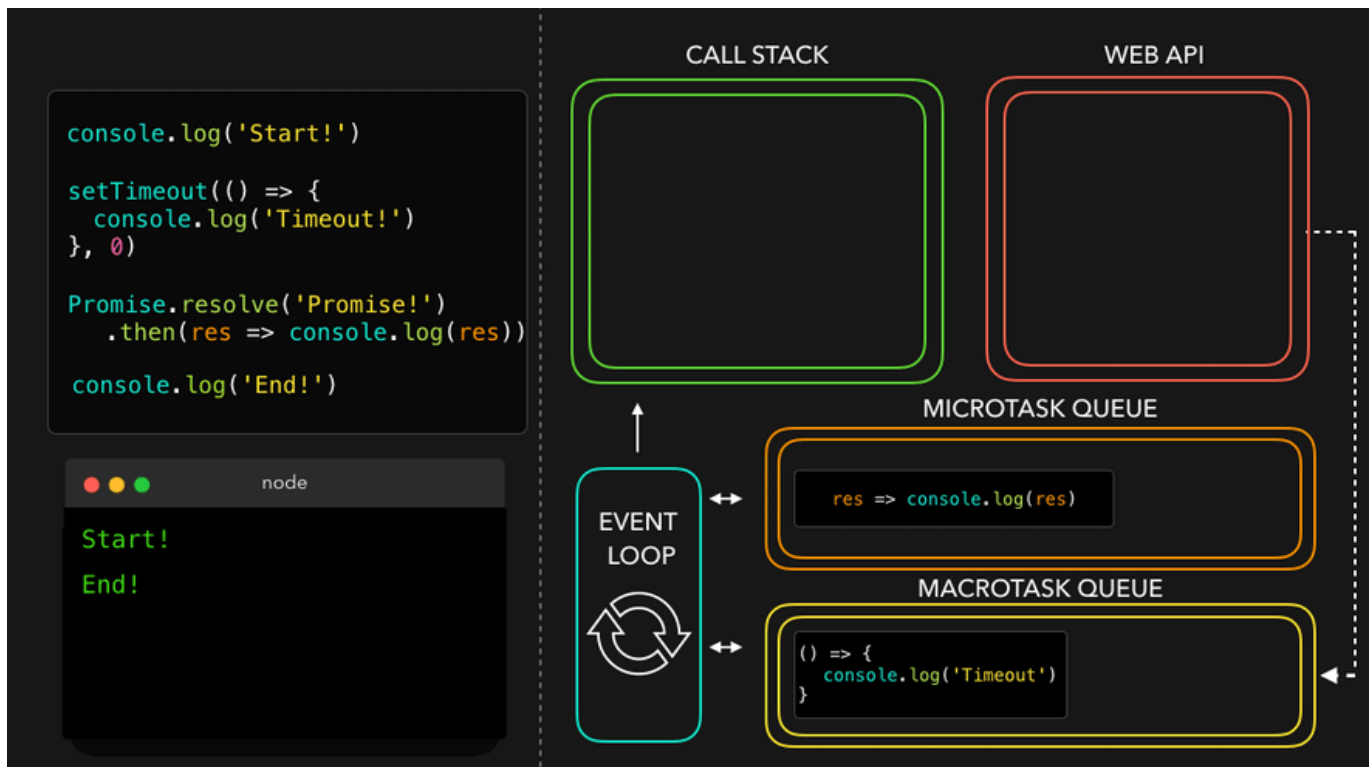 console.log('Start!')
setTimeout(() => {
  console.log('Timeout!')
}, 0)
Promise.resolve('Promise!')
   .then(res => console.log(res))
console.log('End!')
node
Start!
End!
CALL STACK
WEB API
MICROTASK QUEUE
res => console.log(res)
EVENT
LOOP
MACROTASK QUEUE
() => {
  console.log('Timeout')
}